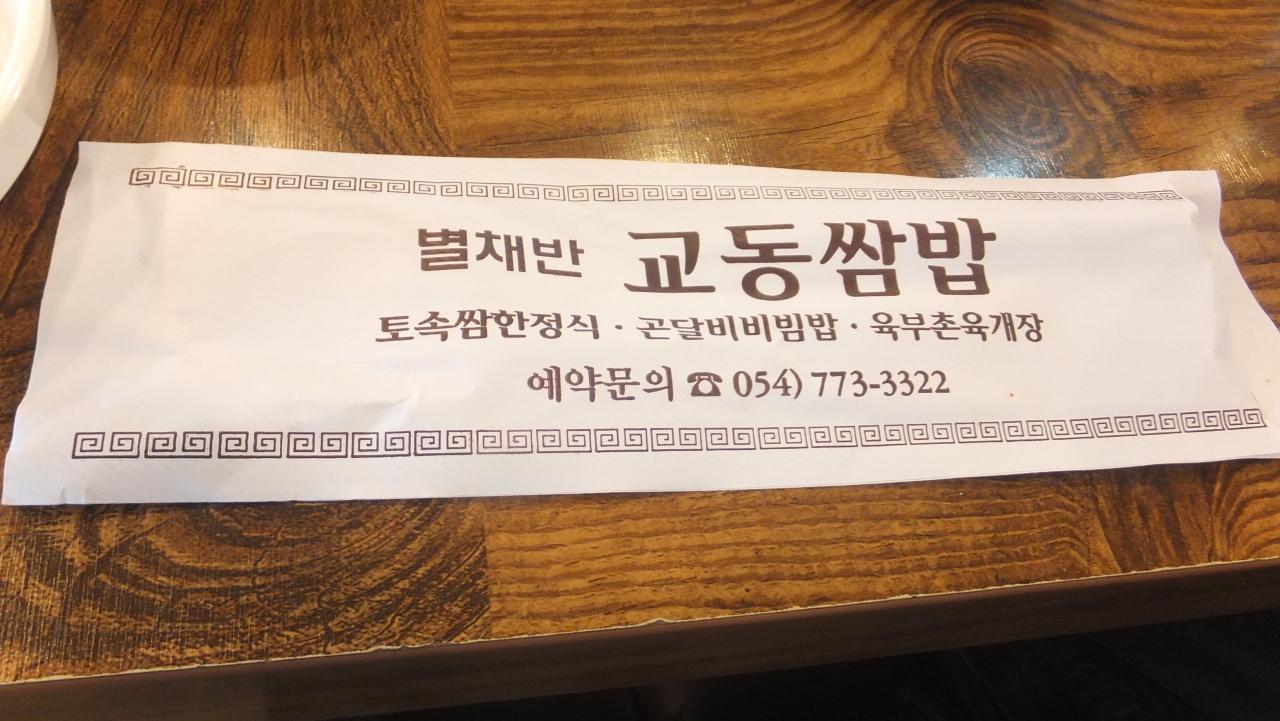 별채반 교동쌈밥
토속쌈한정식 · 곤달비비빔밥 · 육부촌육개장
예약문의 ☎ 054) 773-3322